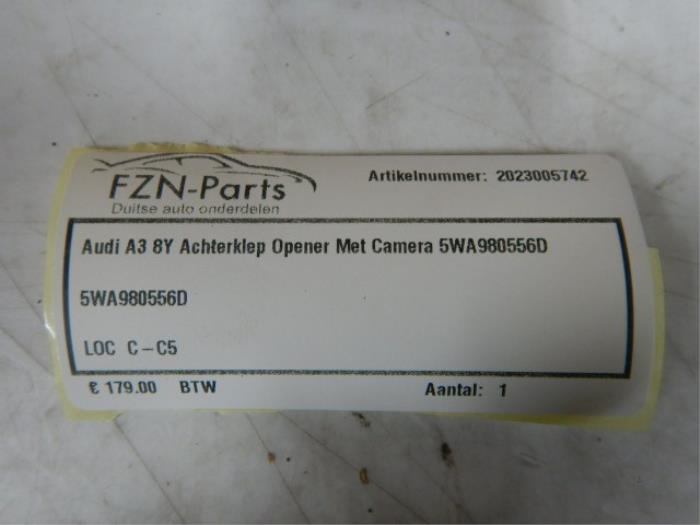 FZN-Parts
Duitse auto onderdelen
Artikelnummer: 2023005742
Audi A3 8Y Achterklep Opener Met Camera 5WA980556D
5WA980556D
LOC C-C5
€ 179.00 BTW Aantal: 1